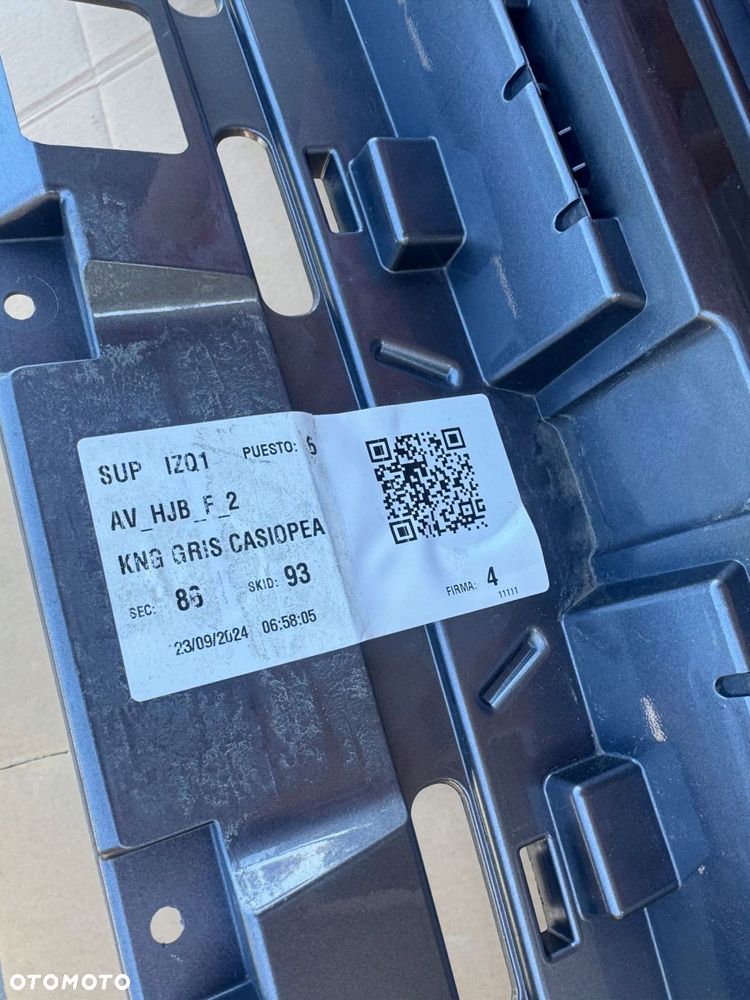 SUP IZQ1 PUESTO: 6
AV_HJB_F_2
KNG GRIS CASIOPEA
SEC: 86 SKID: 93
23/09/2024 06:58:05
FIRMA: 4
11111
OTOMOTO